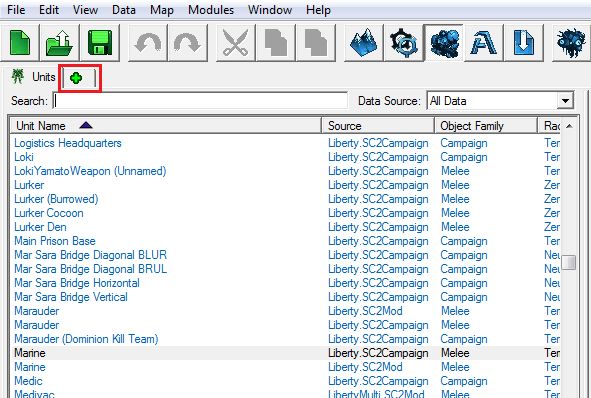 File Edit View Data Map Modules Window Help
Units
Search: Data Source: All Data
Unit Name Source Object Family Rac
Logistics Headquarters Liberty.SC2Campaign Campaign Ter
Loki Liberty.SC2Campaign Campaign Ter
LokiYamatoWeapon (Unnamed) Liberty.SC2Campaign Melee Ter
Lurker Liberty.SC2Campaign Melee Zer
Lurker (Burrowed) Liberty.SC2Campaign Melee Zer
Lurker Cocoon Liberty.SC2Campaign Melee Zer
Lurker Den Liberty.SC2Campaign Melee Zer
Main Prison Base Liberty.SC2Campaign Campaign Ter
Mar Sara Bridge Diagonal BLUR Liberty.SC2Campaign Campaign Neu
Mar Sara Bridge Diagonal BRUL Liberty.SC2Campaign Campaign Neu
Mar Sara Bridge Horizontal Liberty.SC2Campaign Campaign Neu
Mar Sara Bridge Vertical Liberty.SC2Campaign Campaign Neu
Marauder Liberty.SC2Mod Melee Ter
Marauder Liberty.SC2Campaign Melee Ter
Marauder (Dominion Kill Team) Liberty.SC2Campaign Campaign Ter
Marine Liberty.SC2Campaign Melee Ter
Marine Liberty.SC2Mod Melee Ter
Medic Liberty.SC2Campaign Campaign Ter
Medivac LibertyMulti.SC2Mod Melee Ter